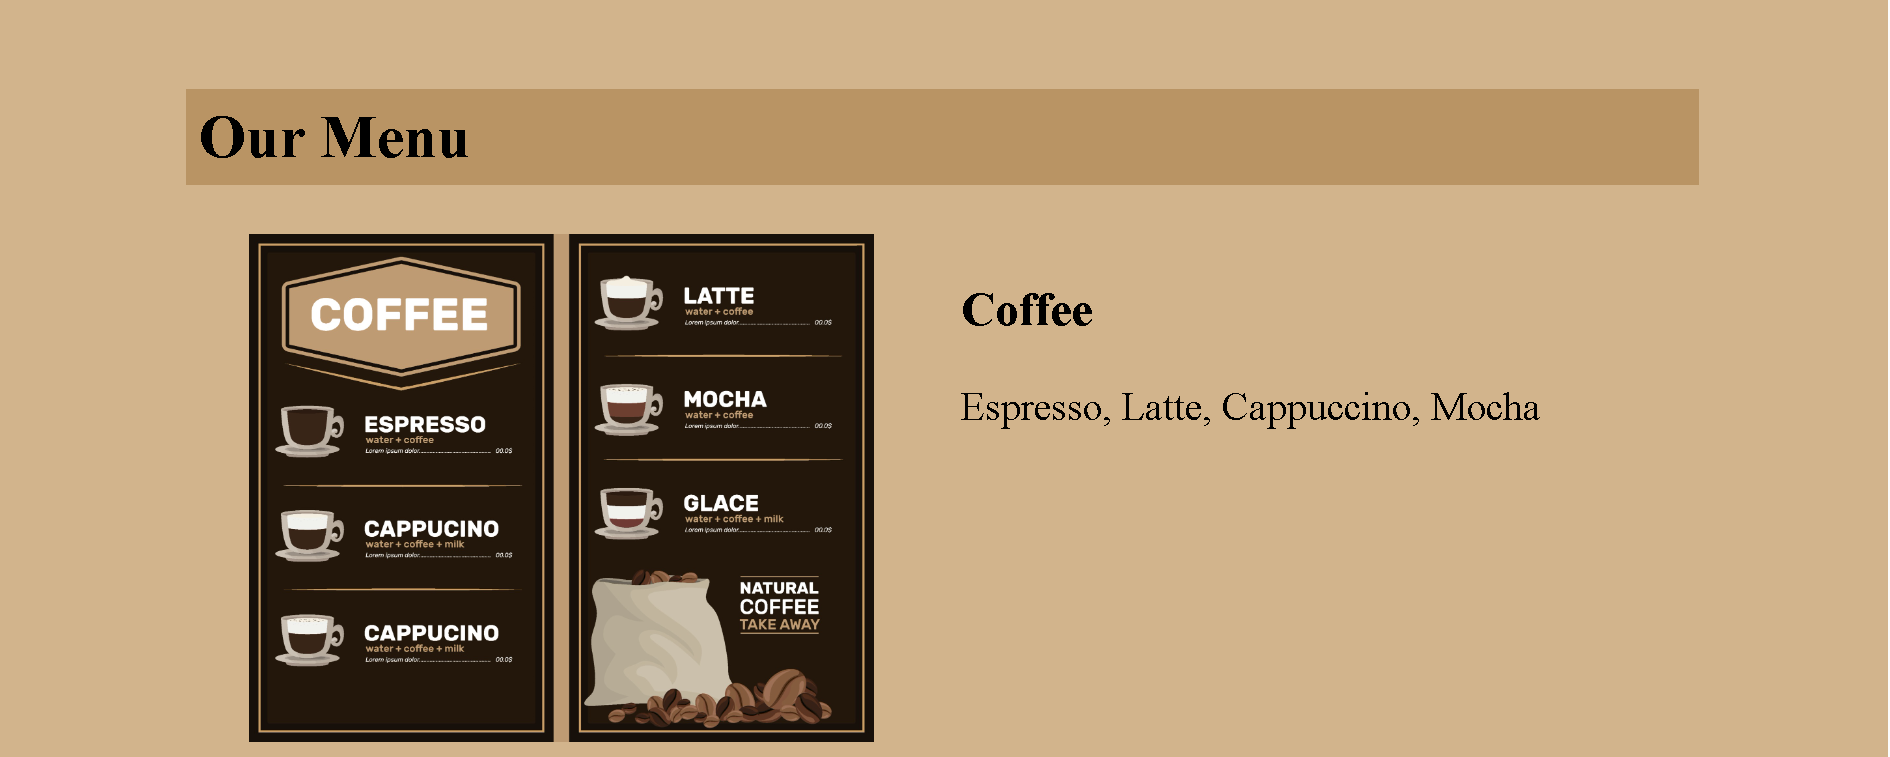 Our Menu
COFFEE
ESPRESSO
water + coffee
Lorem ipsum dolor 00.0$
CAPPUCINO
water + coffee + milk
Lorem ipsum dolor 00.0$
CAPPUCINO
water + coffee + milk
Lorem ipsum dolor 00.0$
LATTE
water + coffee
Lorem ipsum dolor 00.0$
MOCHA
water + coffee
Lorem ipsum dolor 00.0$
GLACE
water + coffee + milk
Lorem ipsum dolor 00.0$
NATURAL
COFFEE
TAKE AWAY
Coffee
Espresso, Latte, Cappuccino, Mocha